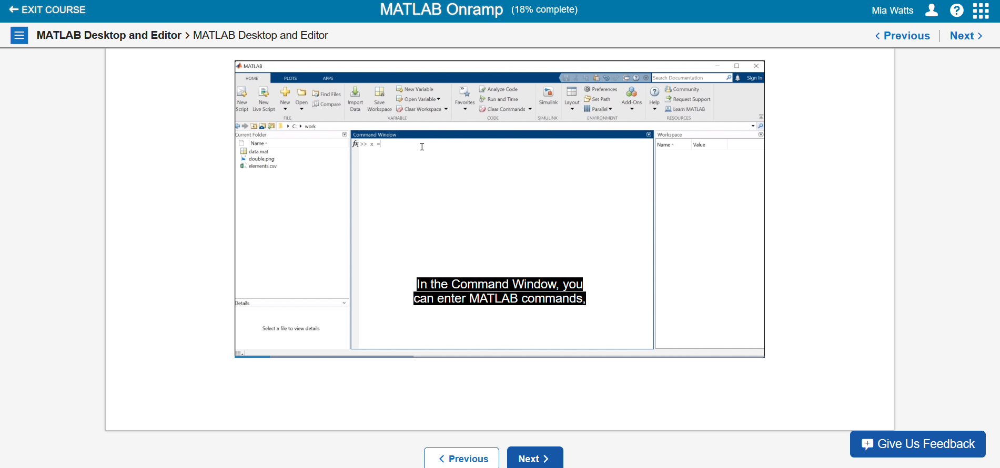 EXIT COURSE
MATLAB Onramp (18% complete)
Mia Watts
MATLAB Desktop and Editor > MATLAB Desktop and Editor
< Previous | Next >
MATLAB
HOME PLOTS APPS
Search Documentation
Sign In
New Script
New Live Script
New
Open
Find Files
Compare
FILE
Import Data
Save Workspace
New Variable
Open Variable
Clear Workspace
VARIABLE
Favorites
Analyze Code
Run and Time
Clear Commands
CODE
Simulink
SIMULINK
Layout
Preferences
Set Path
Parallel
Add-Ons
ENVIRONMENT
Help
Community
Request Support
Learn MATLAB
RESOURCES
C: work
Current Folder
Name
data.mat
double.png
elements.csv
Details
Select a file to view details
Command Window
fx >> x =
Workspace
Name Value
In the Command Window, you
can enter MATLAB commands,
Give Us Feedback
< Previous
Next >